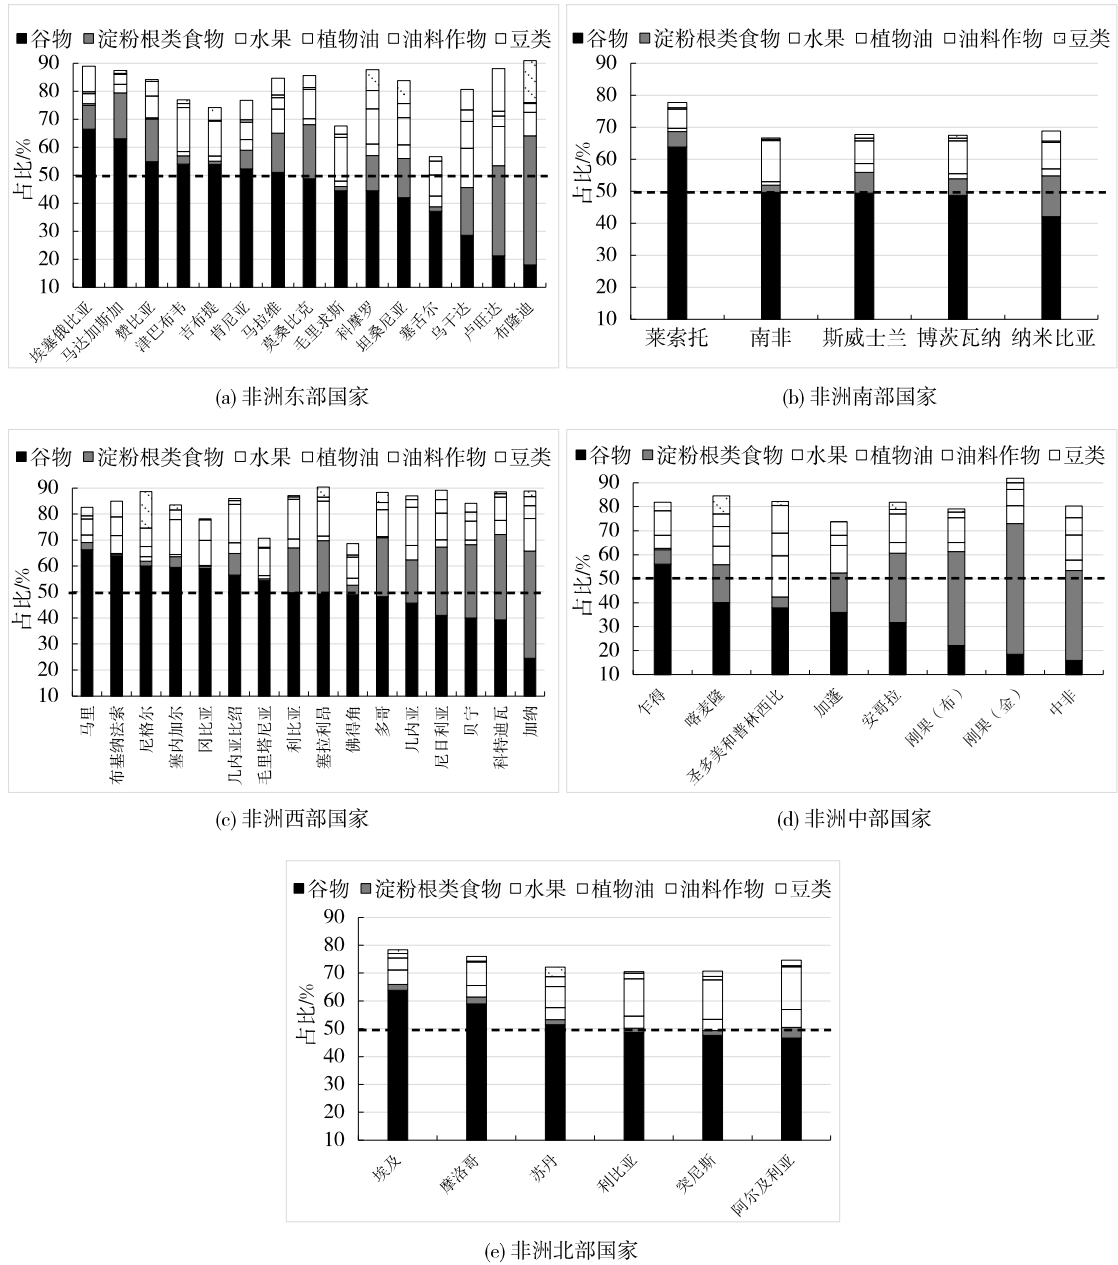 谷物 淀粉根类食物 水果 植物油 油料作物 豆类
占比/%
90
80
70
60
50
40
30
20
10
埃塞俄比亚 马达加斯加 赞比亚 津巴布韦 吉布提 肯尼亚 马拉维 莫桑比克 毛里求斯 科摩罗 坦桑尼亚 塞舌尔 乌干达 卢旺达 布隆迪
(a) 非洲东部国家
谷物 淀粉根类食物 水果 植物油 油料作物 豆类
占比/%
90
80
70
60
50
40
30
20
10
莱索托 南非 斯威士兰 博茨瓦纳 纳米比亚
(b) 非洲南部国家
谷物 淀粉根类食物 水果 植物油 油料作物 豆类
占比/%
90
80
70
60
50
40
30
20
10
马里 布基纳法索 尼格尔 塞内加尔 冈比亚 几内亚比绍 毛里塔尼亚 利比亚 塞拉利昂 佛得角 多哥 几内亚 尼日利亚 贝宁 科特迪瓦 加纳
(c) 非洲西部国家
谷物 淀粉根类食物 水果 植物油 油料作物 豆类
占比/%
90
80
70
60
50
40
30
20
10
乍得 喀麦隆 圣多美和普林西比 加蓬 安哥拉 刚果（布） 刚果（金） 中非
(d) 非洲中部国家
谷物 淀粉根类食物 水果 植物油 油料作物 豆类
占比/%
90
80
70
60
50
40
30
20
10
埃及 摩洛哥 苏丹 利比亚 突尼斯 阿尔及利亚
(e) 非洲北部国家